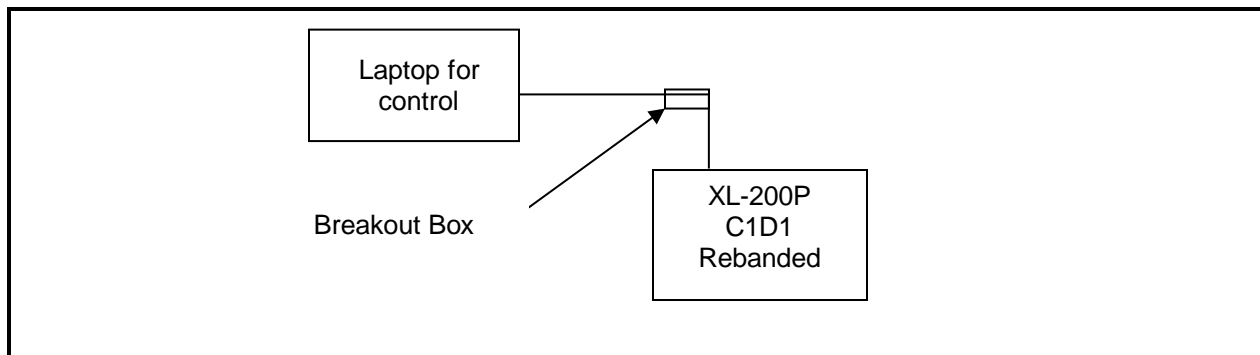 Laptop for
control
Breakout Box
XL-200P
C1D1
Rebanded